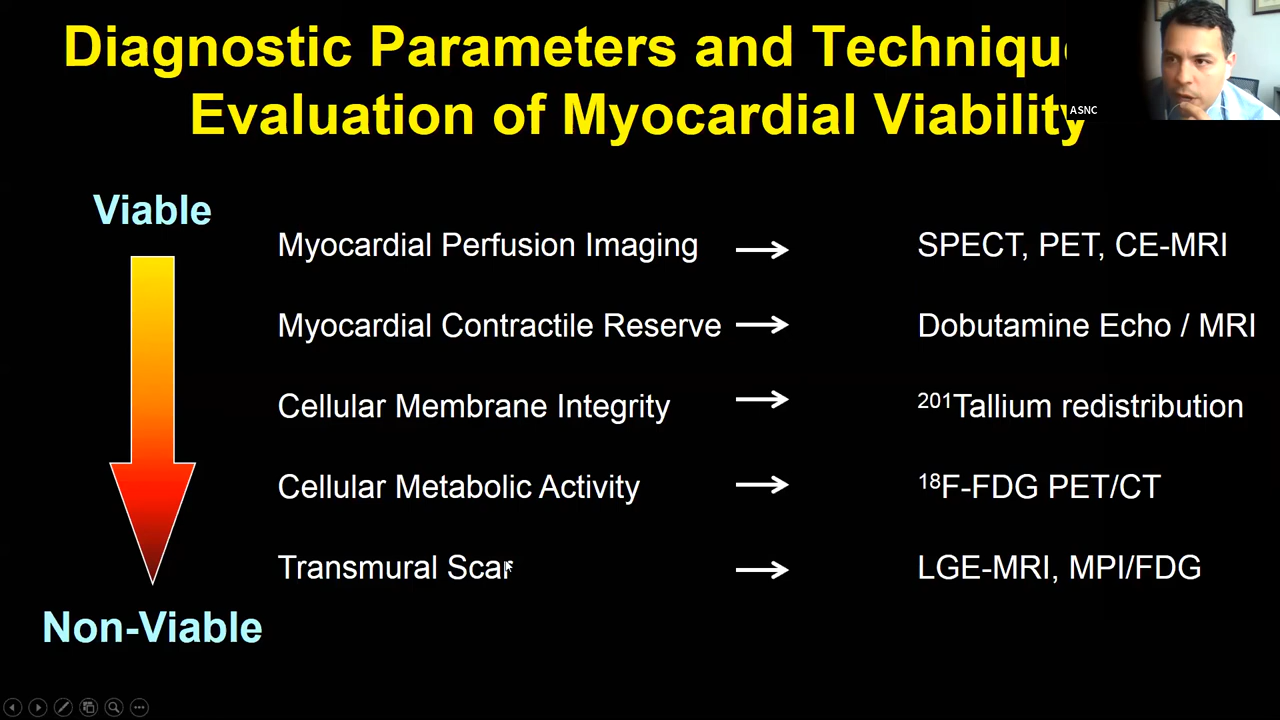 Diagnostic Parameters and Techniqu
Evaluation of Myocardial Viability
ASNC
Viable
Myocardial Perfusion Imaging → SPECT, PET, CE-MRI
Myocardial Contractile Reserve → Dobutamine Echo / MRI
Cellular Membrane Integrity → ²⁰¹Tallium redistribution
Cellular Metabolic Activity → ¹⁸F-FDG PET/CT
Transmural Scar → LGE-MRI, MPI/FDG
Non-Viable